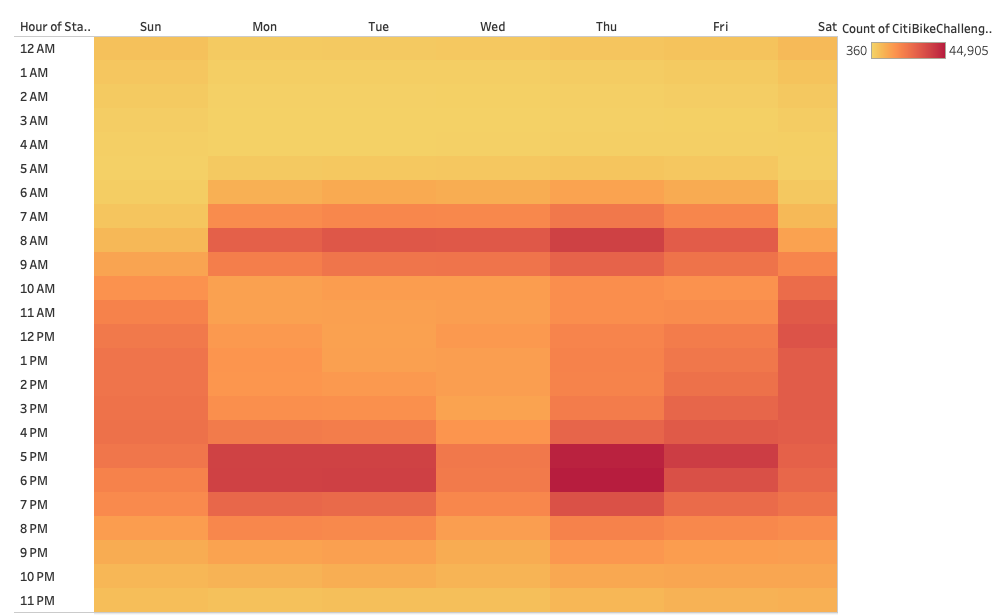 Hour of Sta.. Sun Mon Tue Wed Thu Fri Sat
Count of CitiBikeChalleng..
360 44,905
12 AM
1 AM
2 AM
3 AM
4 AM
5 AM
6 AM
7 AM
8 AM
9 AM
10 AM
11 AM
12 PM
1 PM
2 PM
3 PM
4 PM
5 PM
6 PM
7 PM
8 PM
9 PM
10 PM
11 PM